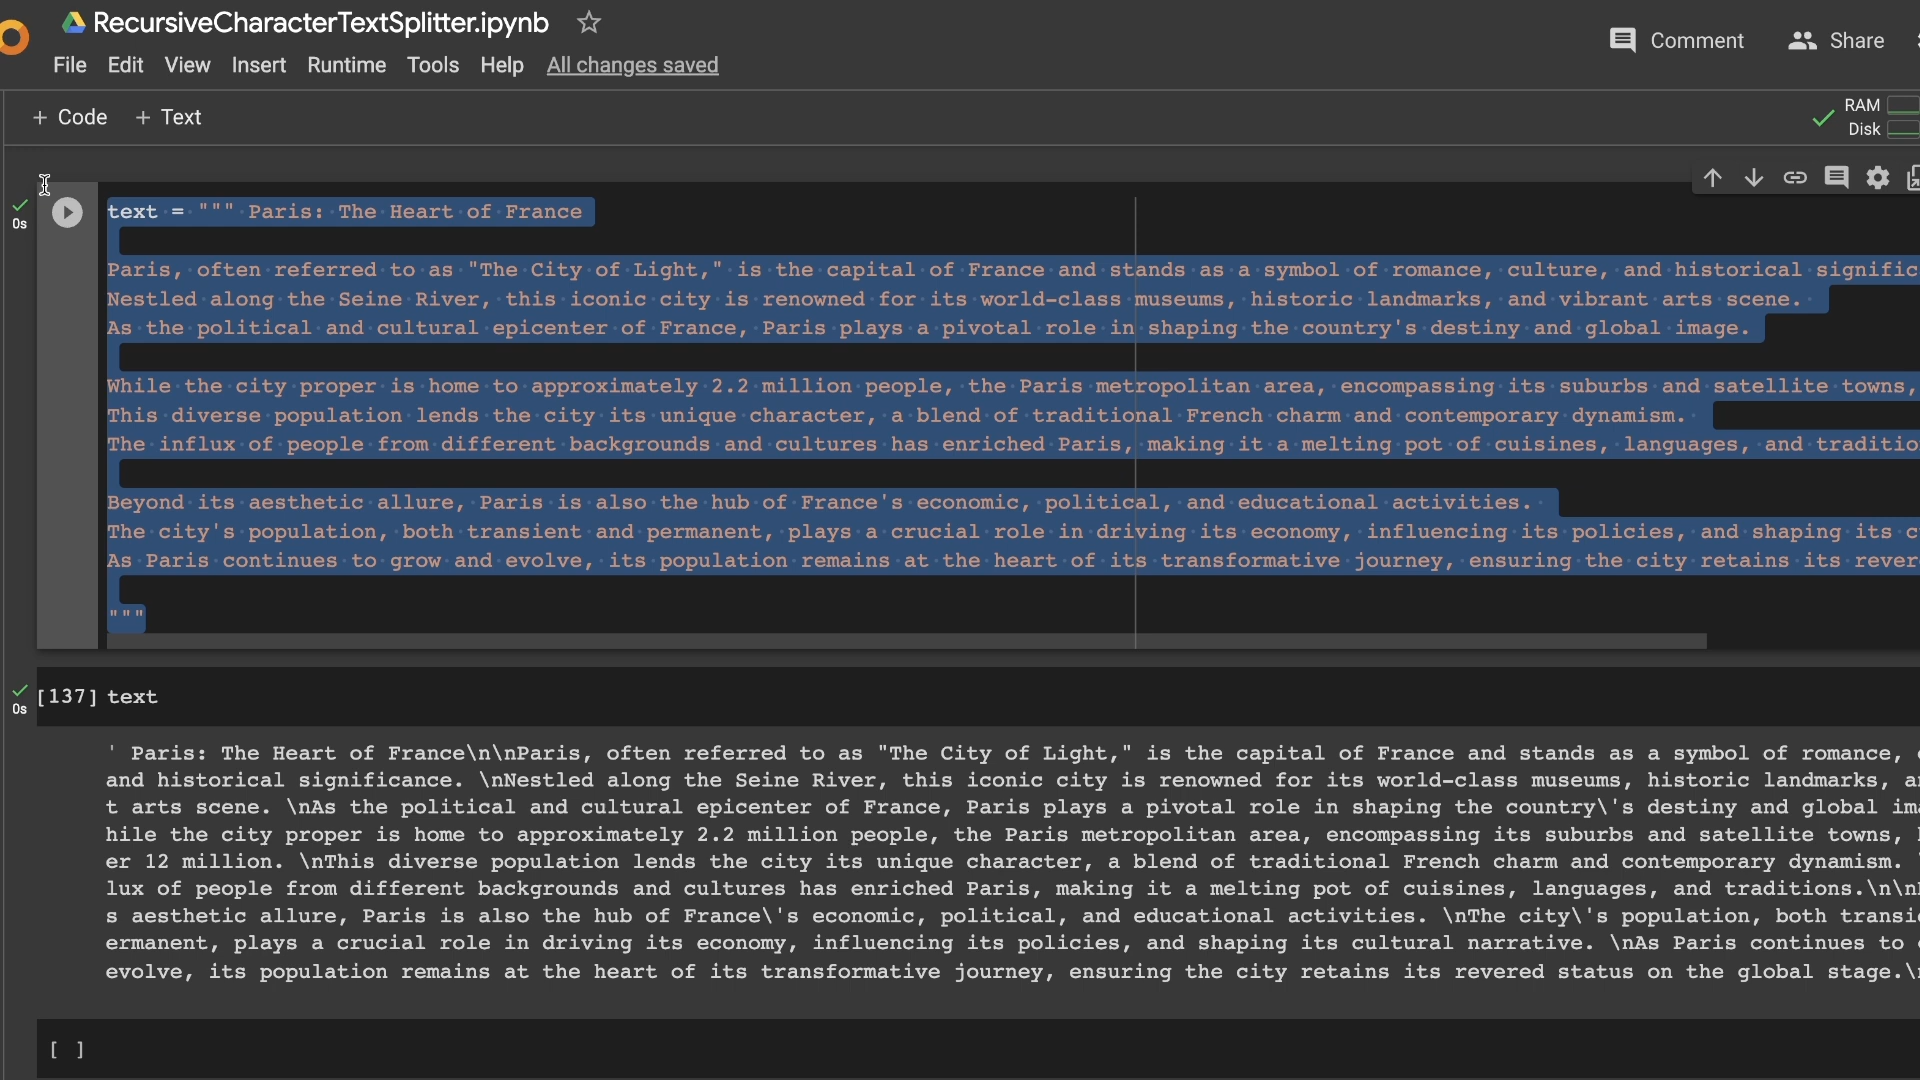 RecursiveCharacterTextSplitter.ipynb
Comment
Share
File Edit View Insert Runtime Tools Help All changes saved
+ Code + Text
RAM
Disk
0s
text = """ Paris: The Heart of France
Paris, often referred to as "The City of Light," is the capital of France and stands as a symbol of romance, culture, and historical signific
Nestled along the Seine River, this iconic city is renowned for its world-class museums, historic landmarks, and vibrant arts scene.
As the political and cultural epicenter of France, Paris plays a pivotal role in shaping the country's destiny and global image.
While the city proper is home to approximately 2.2 million people, the Paris metropolitan area, encompassing its suburbs and satellite towns,
This diverse population lends the city its unique character, a blend of traditional French charm and contemporary dynamism.
The influx of people from different backgrounds and cultures has enriched Paris, making it a melting pot of cuisines, languages, and traditio
Beyond its aesthetic allure, Paris is also the hub of France's economic, political, and educational activities.
The city's population, both transient and permanent, plays a crucial role in driving its economy, influencing its policies, and shaping its c
As Paris continues to grow and evolve, its population remains at the heart of its transformative journey, ensuring the city retains its rever
"""
0s
[137] text
' Paris: The Heart of France\n\nParis, often referred to as "The City of Light," is the capital of France and stands as a symbol of romance,
and historical significance. \nNestled along the Seine River, this iconic city is renowned for its world-class museums, historic landmarks,
t arts scene. \nAs the political and cultural epicenter of France, Paris plays a pivotal role in shaping the country\'s destiny and global
hile the city proper is home to approximately 2.2 million people, the Paris metropolitan area, encompassing its suburbs and satellite towns,
er 12 million. \nThis diverse population lends the city its unique character, a blend of traditional French charm and contemporary dynamism.
lux of people from different backgrounds and cultures has enriched Paris, making it a melting pot of cuisines, languages, and traditions.\n\n
s aesthetic allure, Paris is also the hub of France\'s economic, political, and educational activities. \nThe city\'s population, both transi
ermanent, plays a crucial role in driving its economy, influencing its policies, and shaping its cultural narrative. \nAs Paris continues to
evolve, its population remains at the heart of its transformative journey, ensuring the city retains its revered status on the global stage.\
[ ]